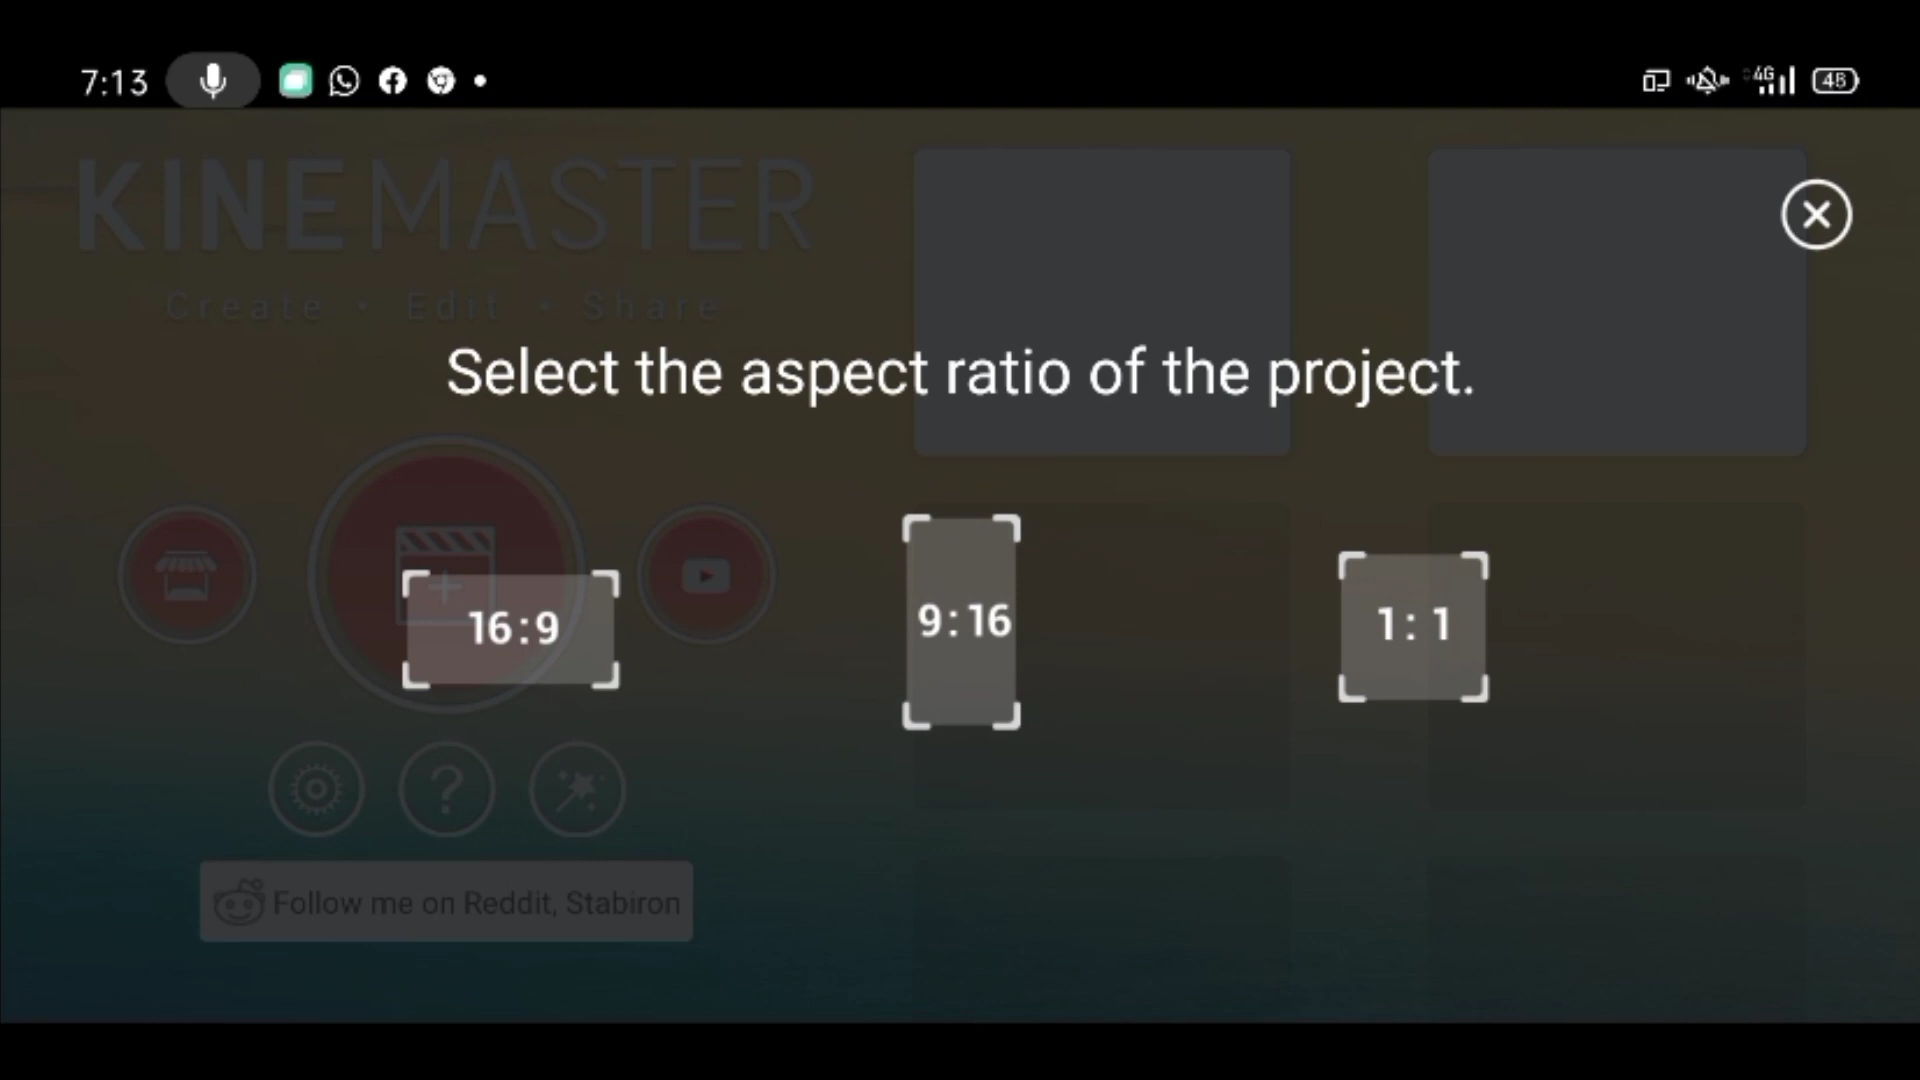 7:13
4G
48
KINEMASTER
Create • Edit • Share
Select the aspect ratio of the project.
16:9
9:16
1:1
?
Follow me on Reddit, Stabiron